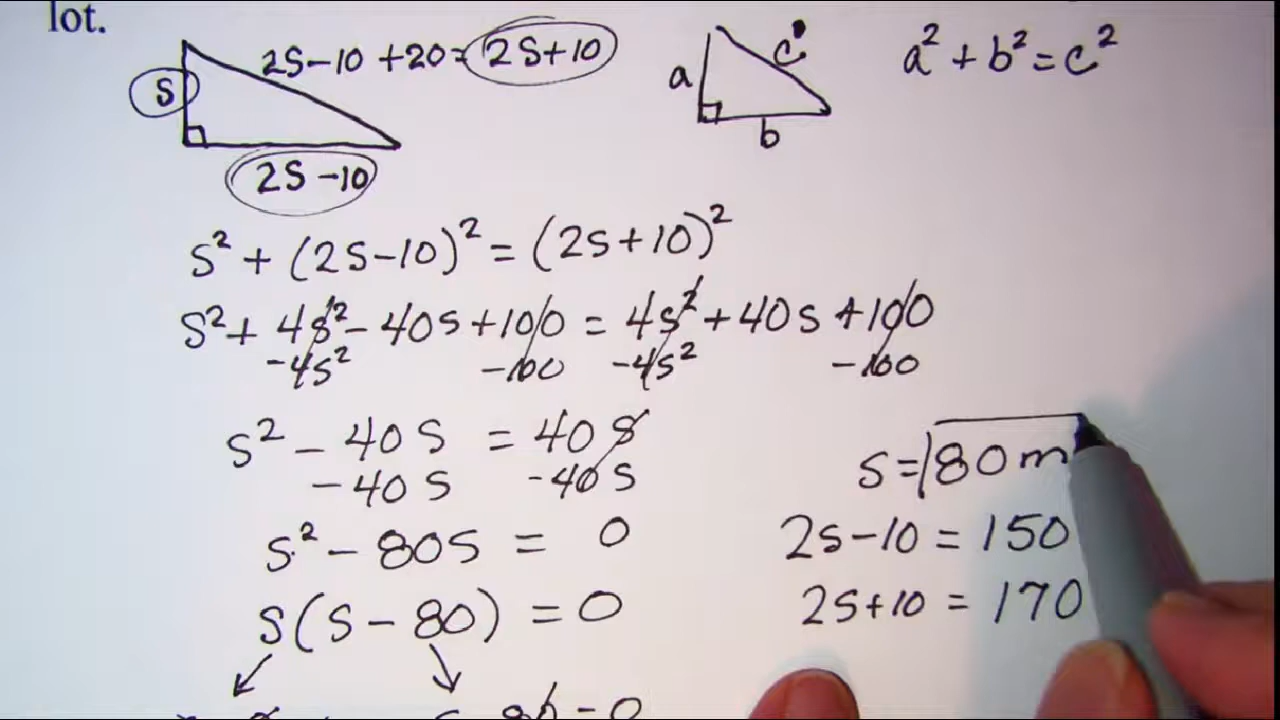 lot.
2S-10+20=2S+10
S
2S-10
a
c
b
a²+b²=c²
S²+(2S-10)²=(2S+10)²
S²+4S²-40S+100=4S²+40S+100
-4S² -100 -4S² -100
S²-40S=40S
-40S -40S
S²-80S=0
S(S-80)=0
S=80m
2S-10=150
2S+10=170